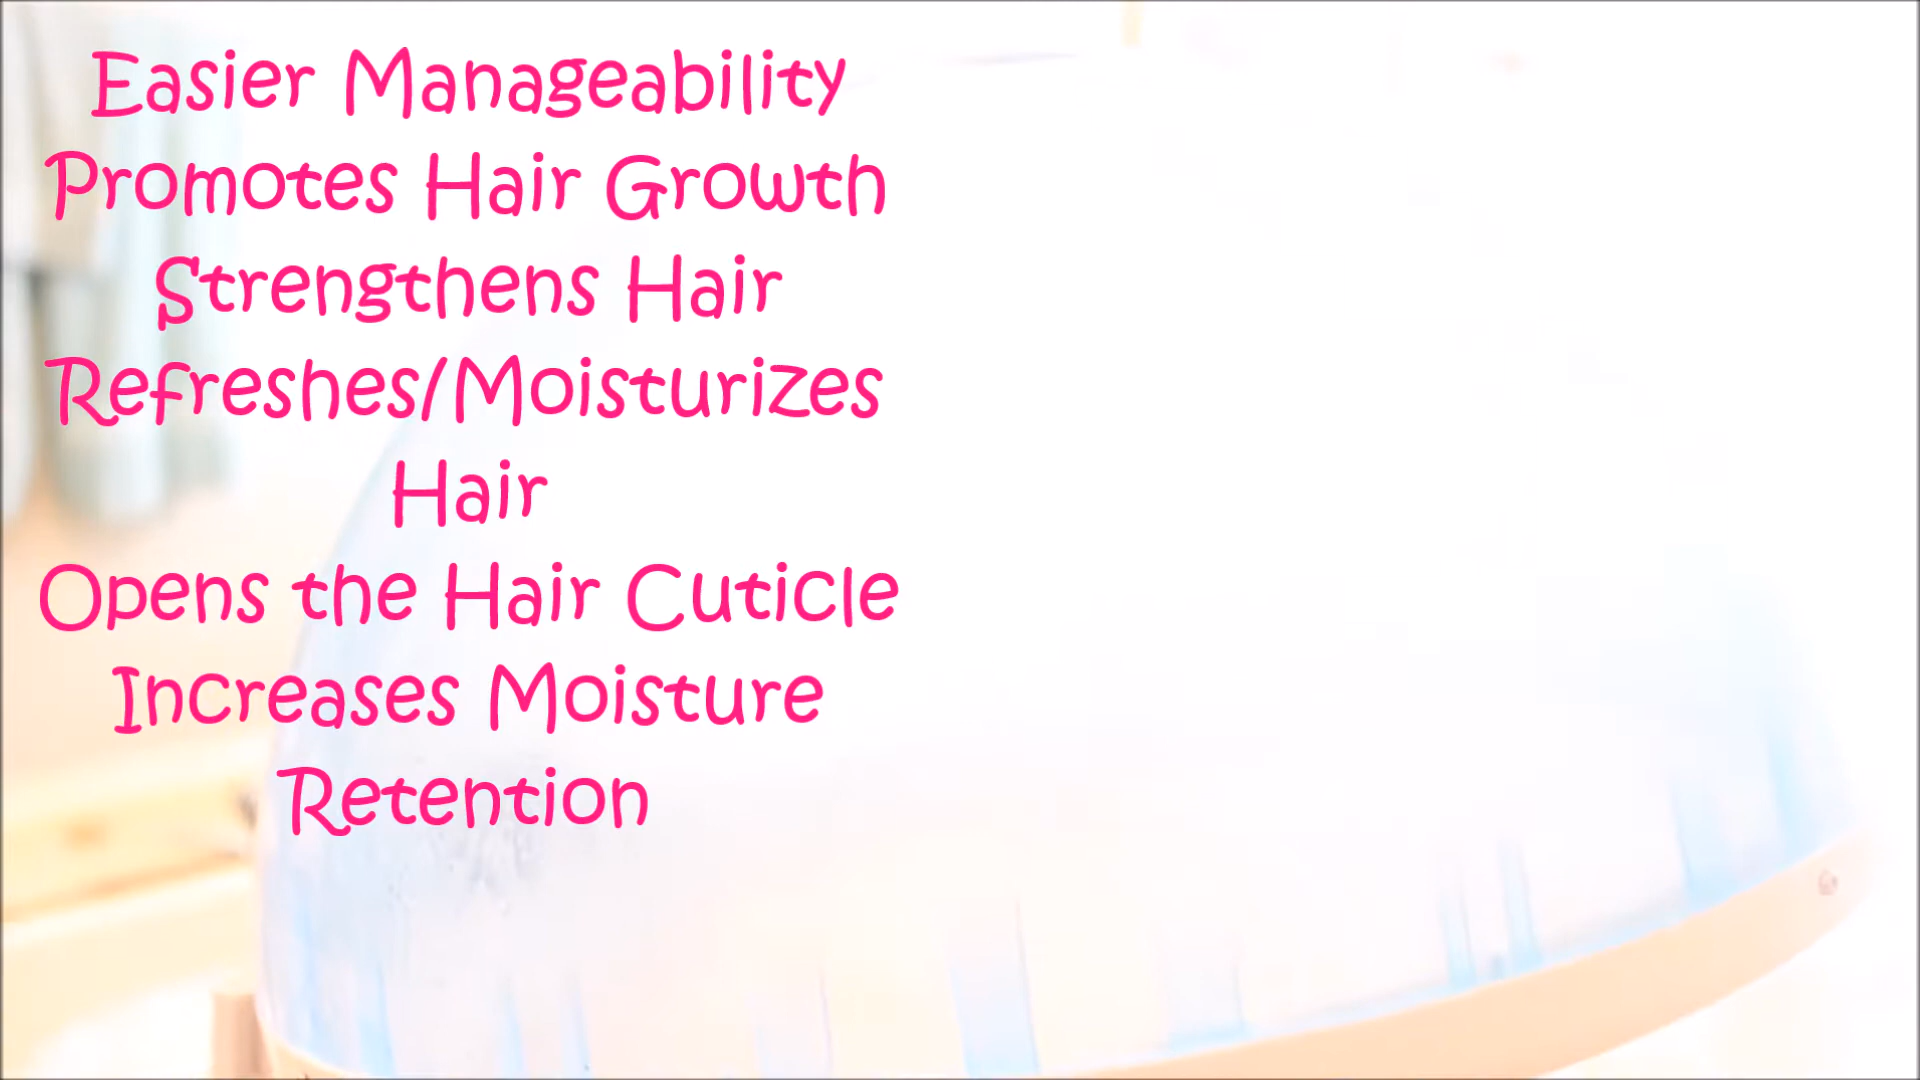 Easier Manageability
Promotes Hair Growth
Strengthens Hair
Refreshes/Moisturizes
Hair
Opens the Hair Cuticle
Increases Moisture
Retention